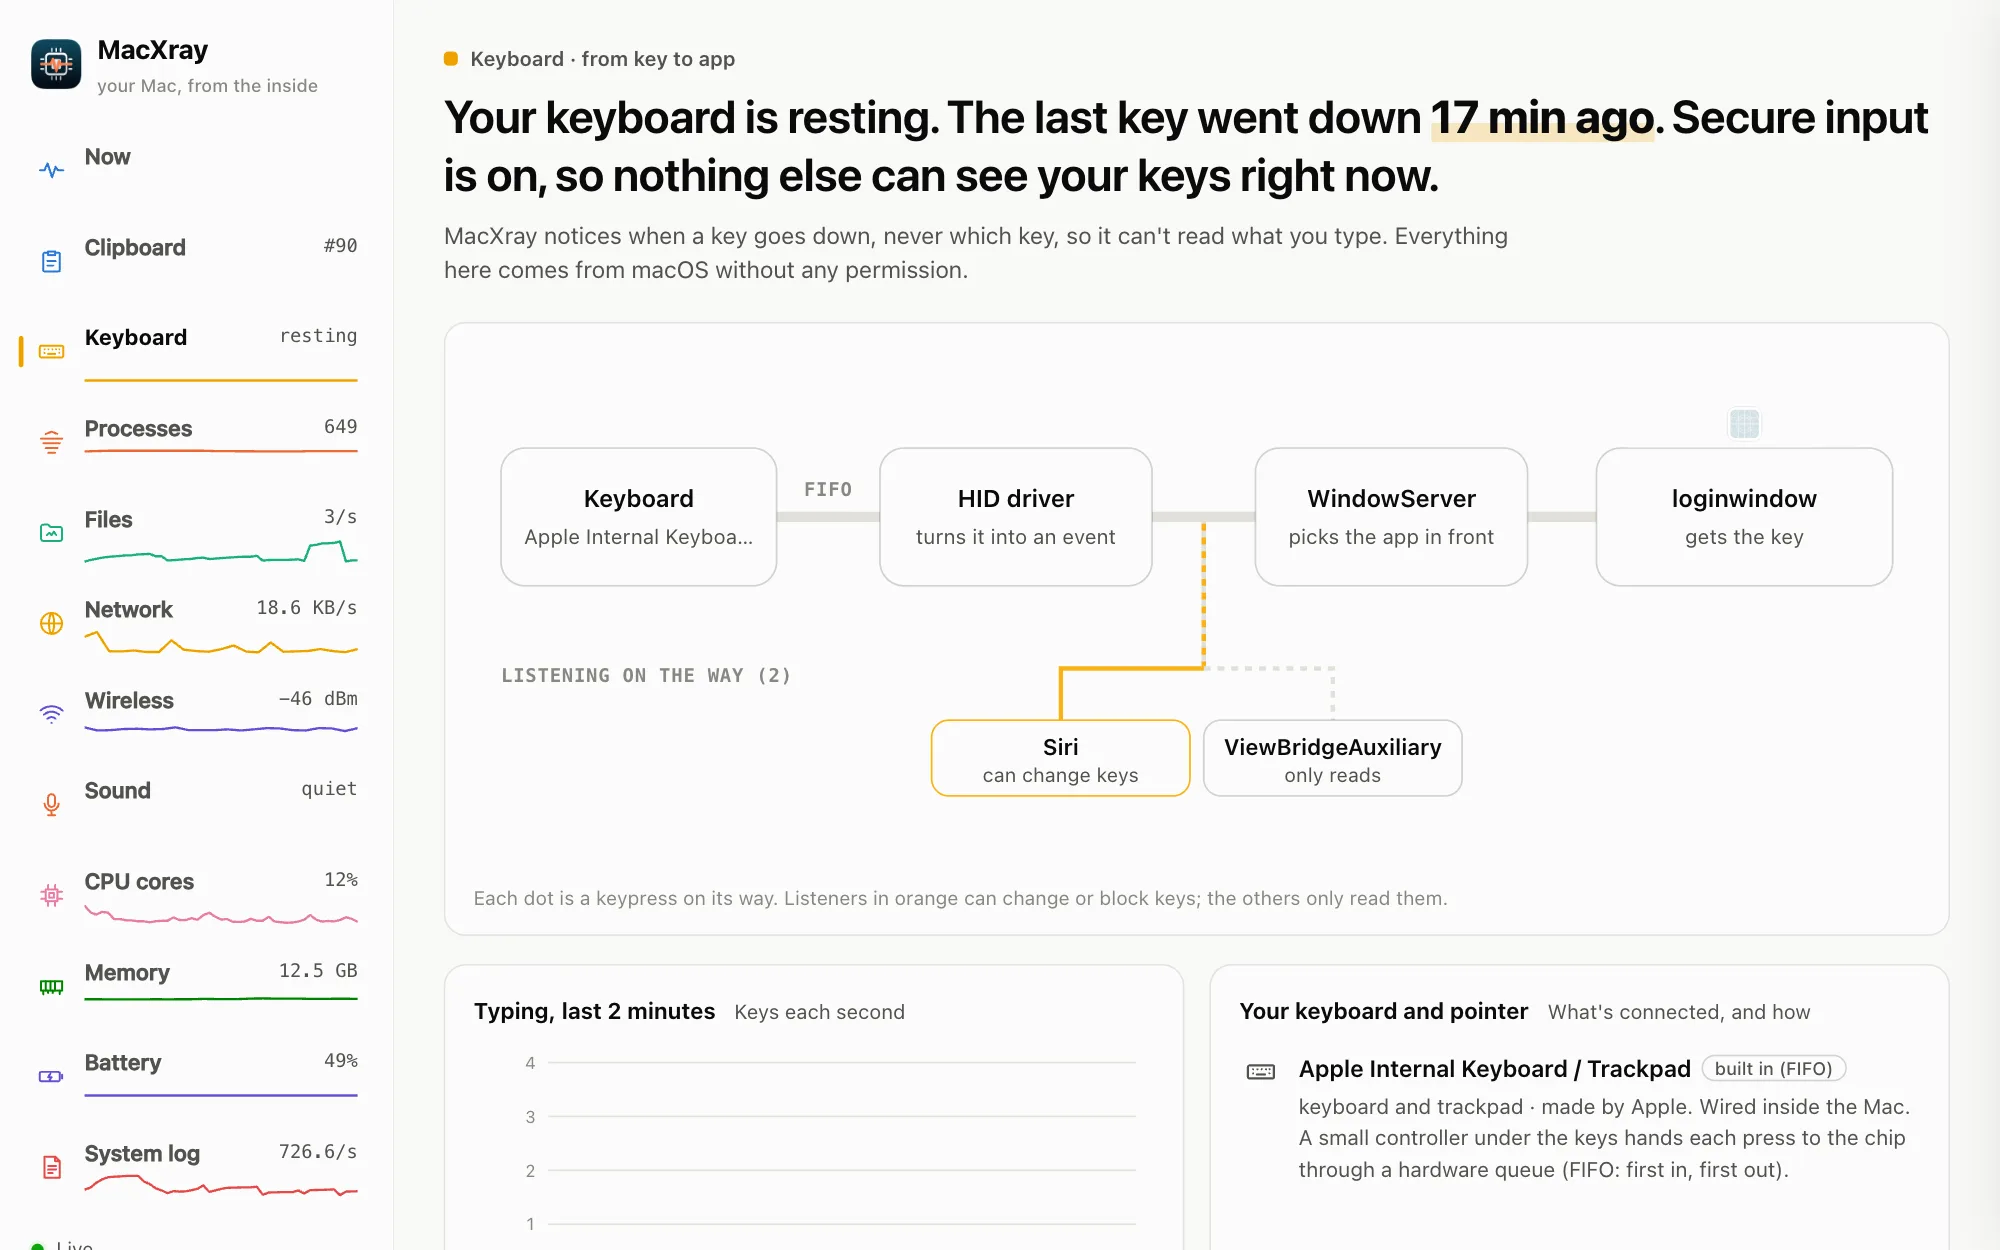 MacXray
your Mac, from the inside
Now
Clipboard #90
Keyboard resting
Processes 649
Files 3/s
Network 18.6 KB/s
Wireless −46 dBm
Sound quiet
CPU cores 12%
Memory 12.5 GB
Battery 49%
System log 726.6/s
Live
Keyboard · from key to app
Your keyboard is resting. The last key went down 17 min ago. Secure input
is on, so nothing else can see your keys right now.
MacXray notices when a key goes down, never which key, so it can't read what you type. Everything
here comes from macOS without any permission.
Keyboard
Apple Internal Keyboa...
FIFO
HID driver
turns it into an event
WindowServer
picks the app in front
loginwindow
gets the key
LISTENING ON THE WAY (2)
Siri
can change keys
ViewBridgeAuxiliary
only reads
Each dot is a keypress on its way. Listeners in orange can change or block keys; the others only read them.
Typing, last 2 minutes Keys each second
4
3
2
1
Your keyboard and pointer What's connected, and how
Apple Internal Keyboard / Trackpad built in (FIFO)
keyboard and trackpad · made by Apple. Wired inside the Mac.
A small controller under the keys hands each press to the chip
through a hardware queue (FIFO: first in, first out).